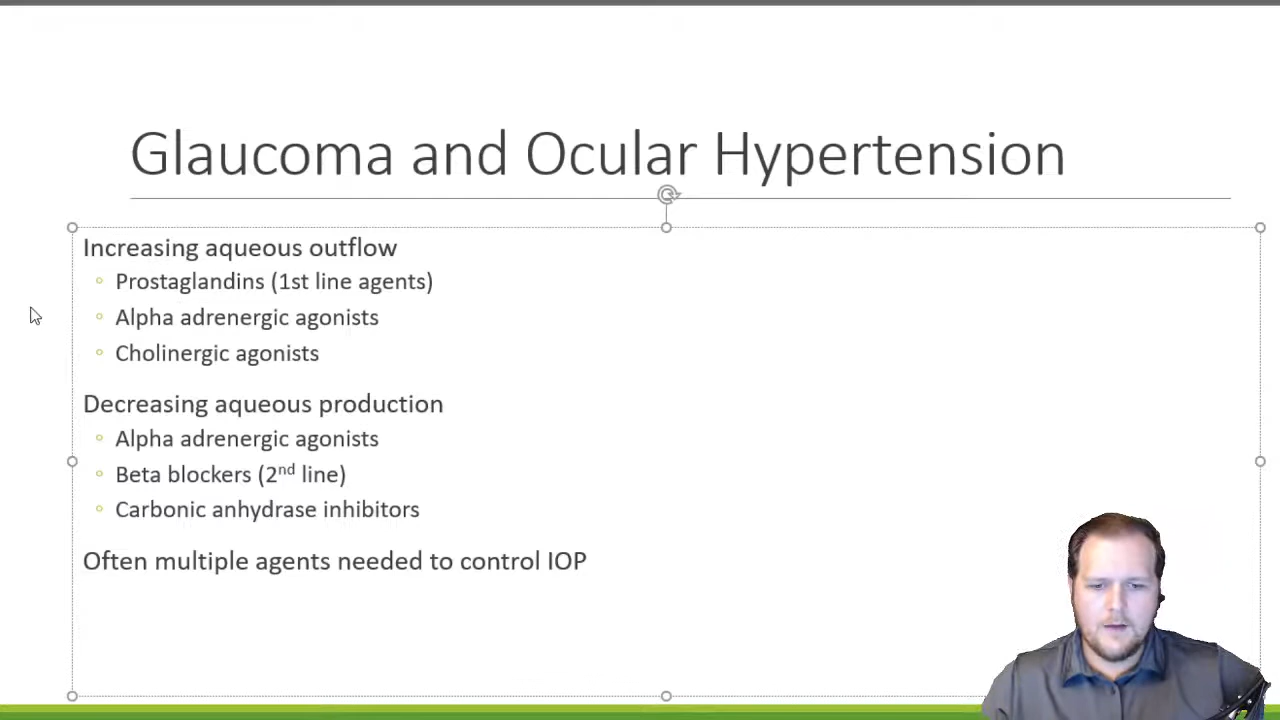 Glaucoma and Ocular Hypertension
Increasing aqueous outflow
Prostaglandins (1st line agents)
Alpha adrenergic agonists
Cholinergic agonists
Decreasing aqueous production
Alpha adrenergic agonists
Beta blockers (2nd line)
Carbonic anhydrase inhibitors
Often multiple agents needed to control IOP